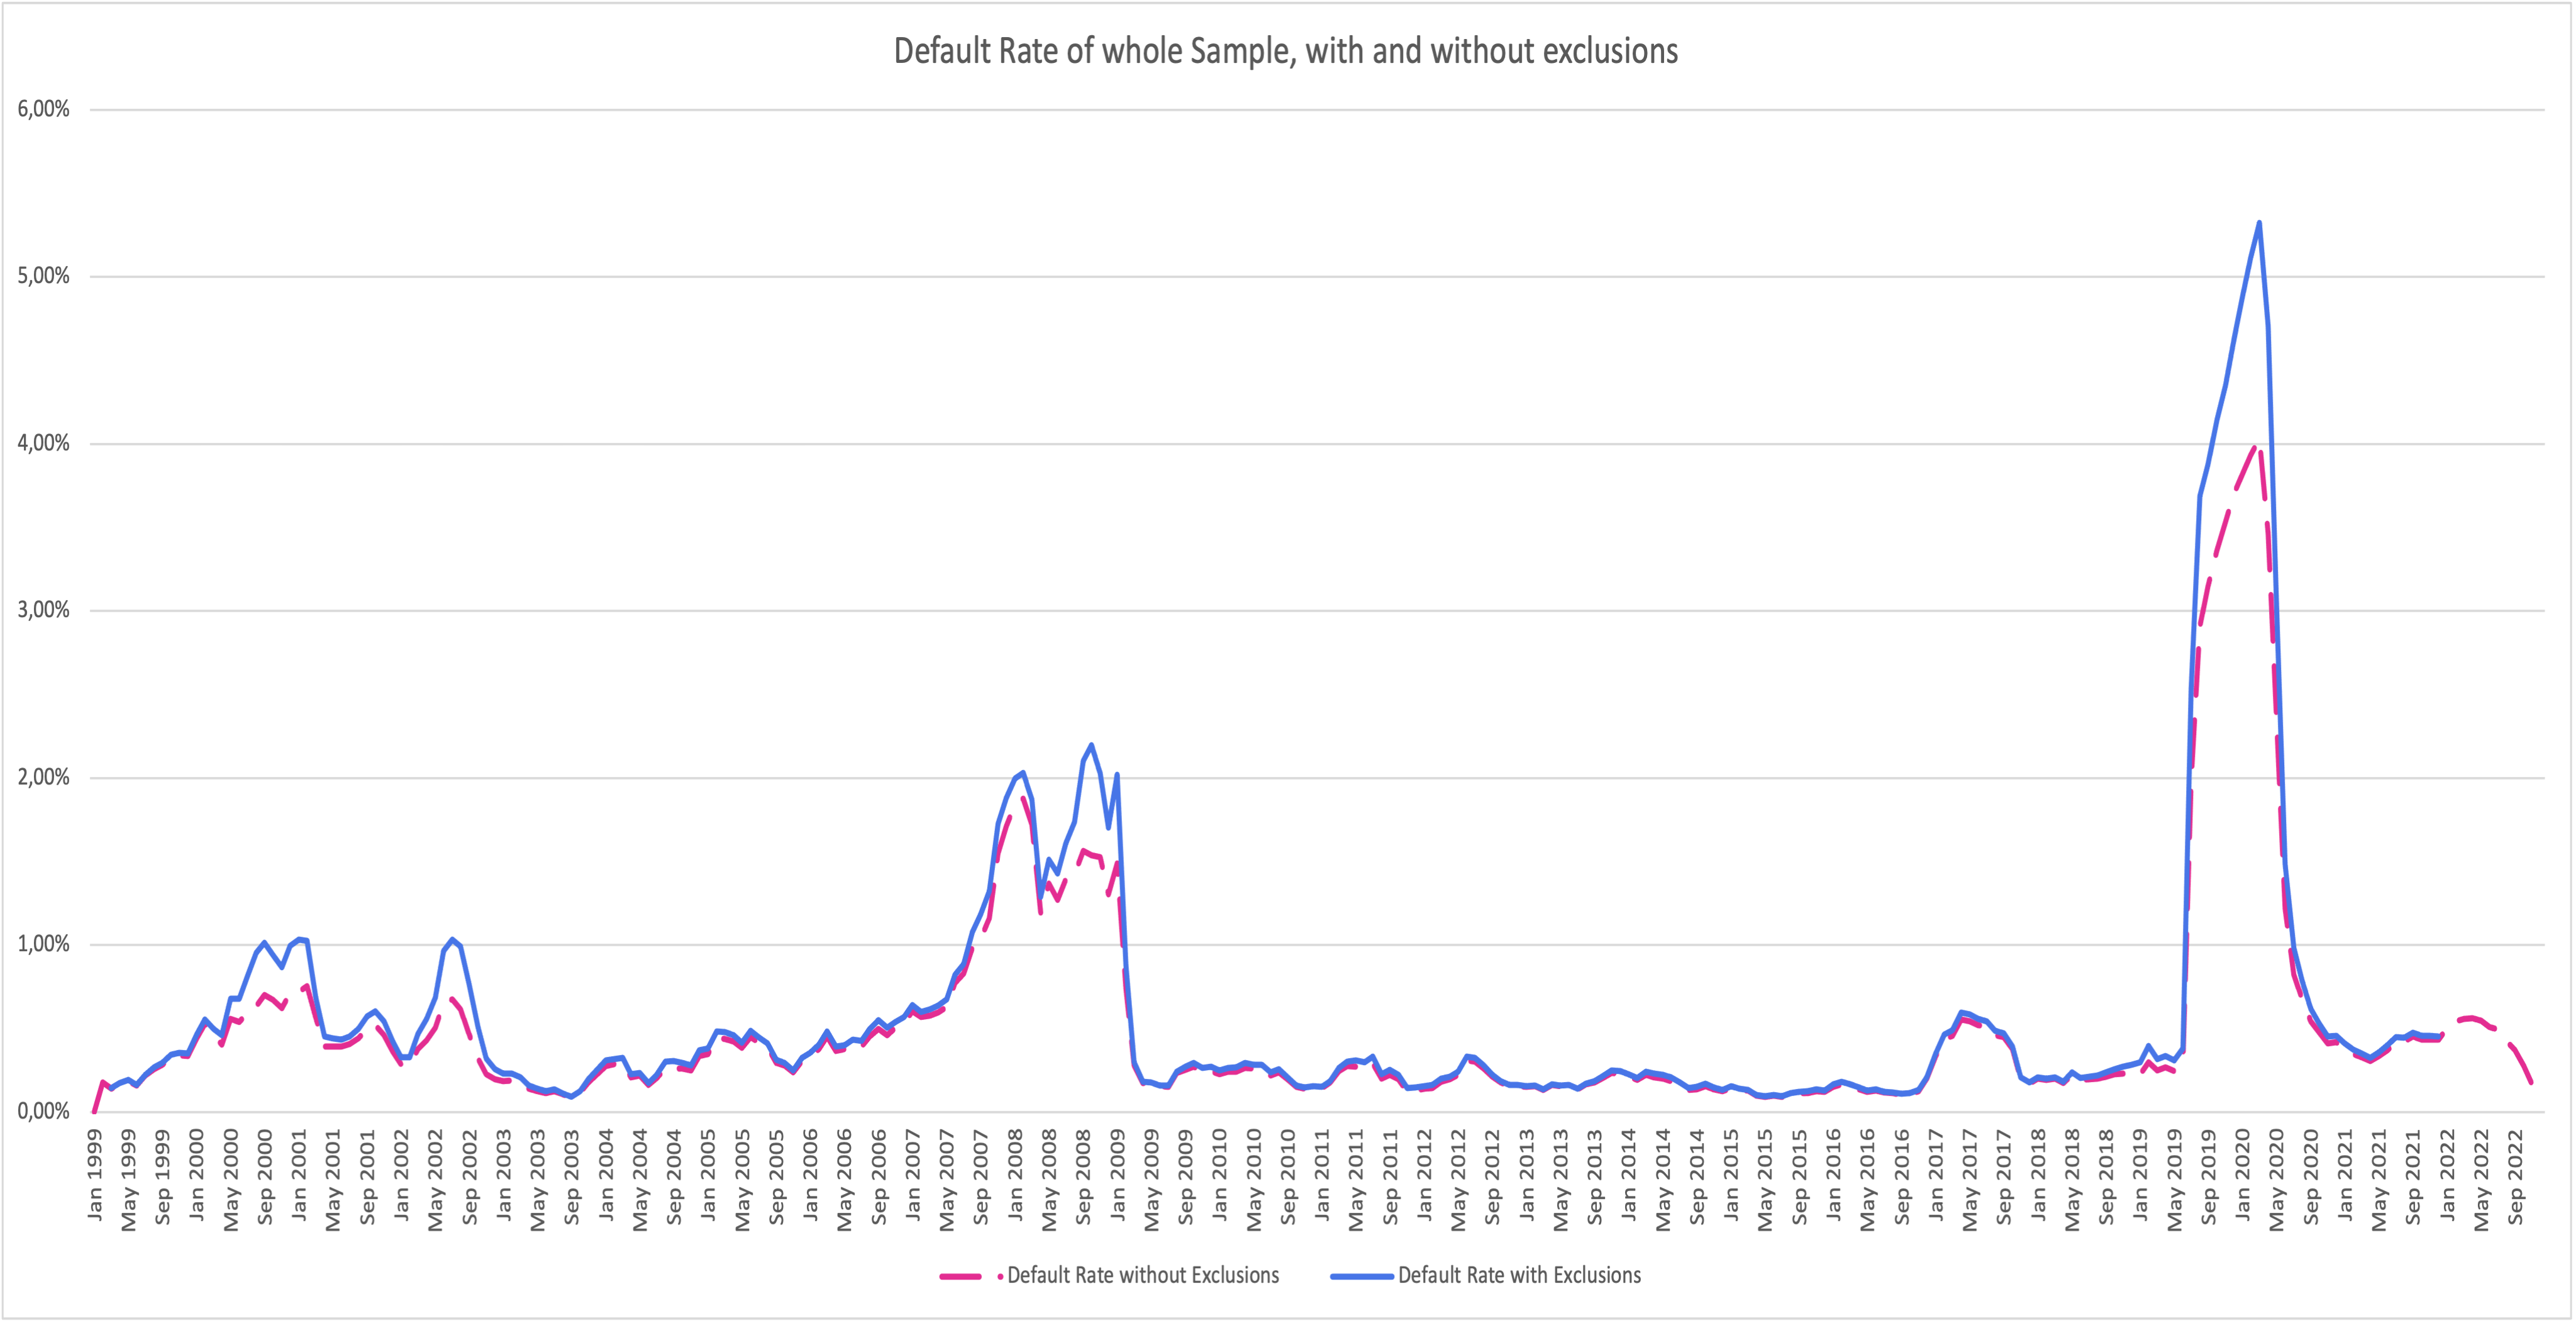 Default Rate of whole Sample, with and without exclusions
6,00%
5,00%
4,00%
3,00%
2,00%
1,00%
0,00%
Jan 1999
May 1999
Sep 1999
Jan 2000
May 2000
Sep 2000
Jan 2001
May 2001
Sep 2001
Jan 2002
May 2002
Sep 2002
Jan 2003
May 2003
Sep 2003
Jan 2004
May 2004
Sep 2004
Jan 2005
May 2005
Sep 2005
Jan 2006
May 2006
Sep 2006
Jan 2007
May 2007
Sep 2007
Jan 2008
May 2008
Sep 2008
Jan 2009
May 2009
Sep 2009
Jan 2010
May 2010
Sep 2010
Jan 2011
May 2011
Sep 2011
Jan 2012
May 2012
Sep 2012
Jan 2013
May 2013
Sep 2013
Jan 2014
May 2014
Sep 2014
Jan 2015
May 2015
Sep 2015
Jan 2016
May 2016
Sep 2016
Jan 2017
May 2017
Sep 2017
Jan 2018
May 2018
Sep 2018
Jan 2019
May 2019
Sep 2019
Jan 2020
May 2020
Sep 2020
Jan 2021
May 2021
Sep 2021
Jan 2022
May 2022
Sep 2022
Default Rate without Exclusions
Default Rate with Exclusions